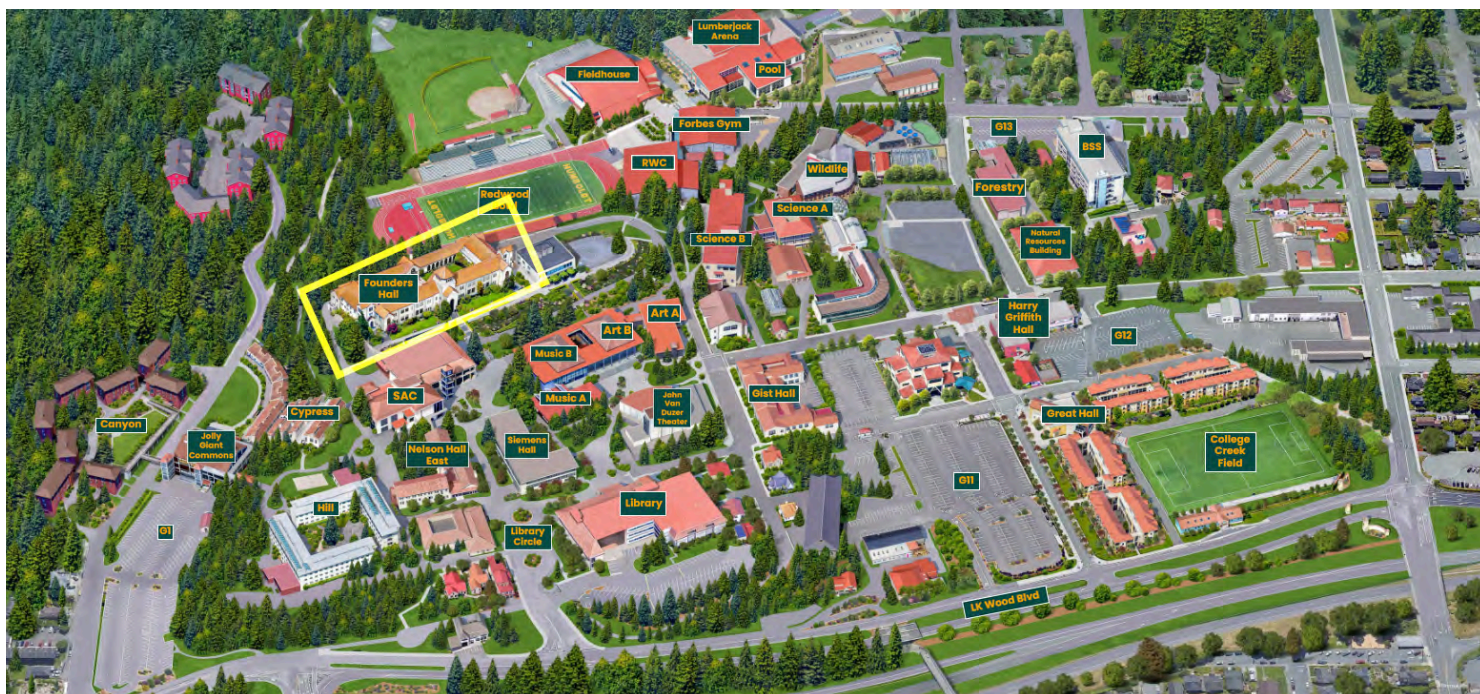 Lumberjack
Arena
Pool
Fieldhouse
Forbes Gym
G13
BSS
RWC
Wildlife
Forestry
Redwood
HUMBOLDT
Science A
Science B
Natural
Resources
Building
Founders
Hall
Harry
Griffith
Hall
Art A
Art B
G12
Music B
Music A
SAC
John
Van
Duzer
Theater
Gist Hall
Great Hall
Cypress
Canyon
Jolly
Giant
Commons
Nelson Hall
East
Siemens
Hall
College
Creek
Field
G11
Hill
Library
G1
Library
Circle
LK Wood Blvd